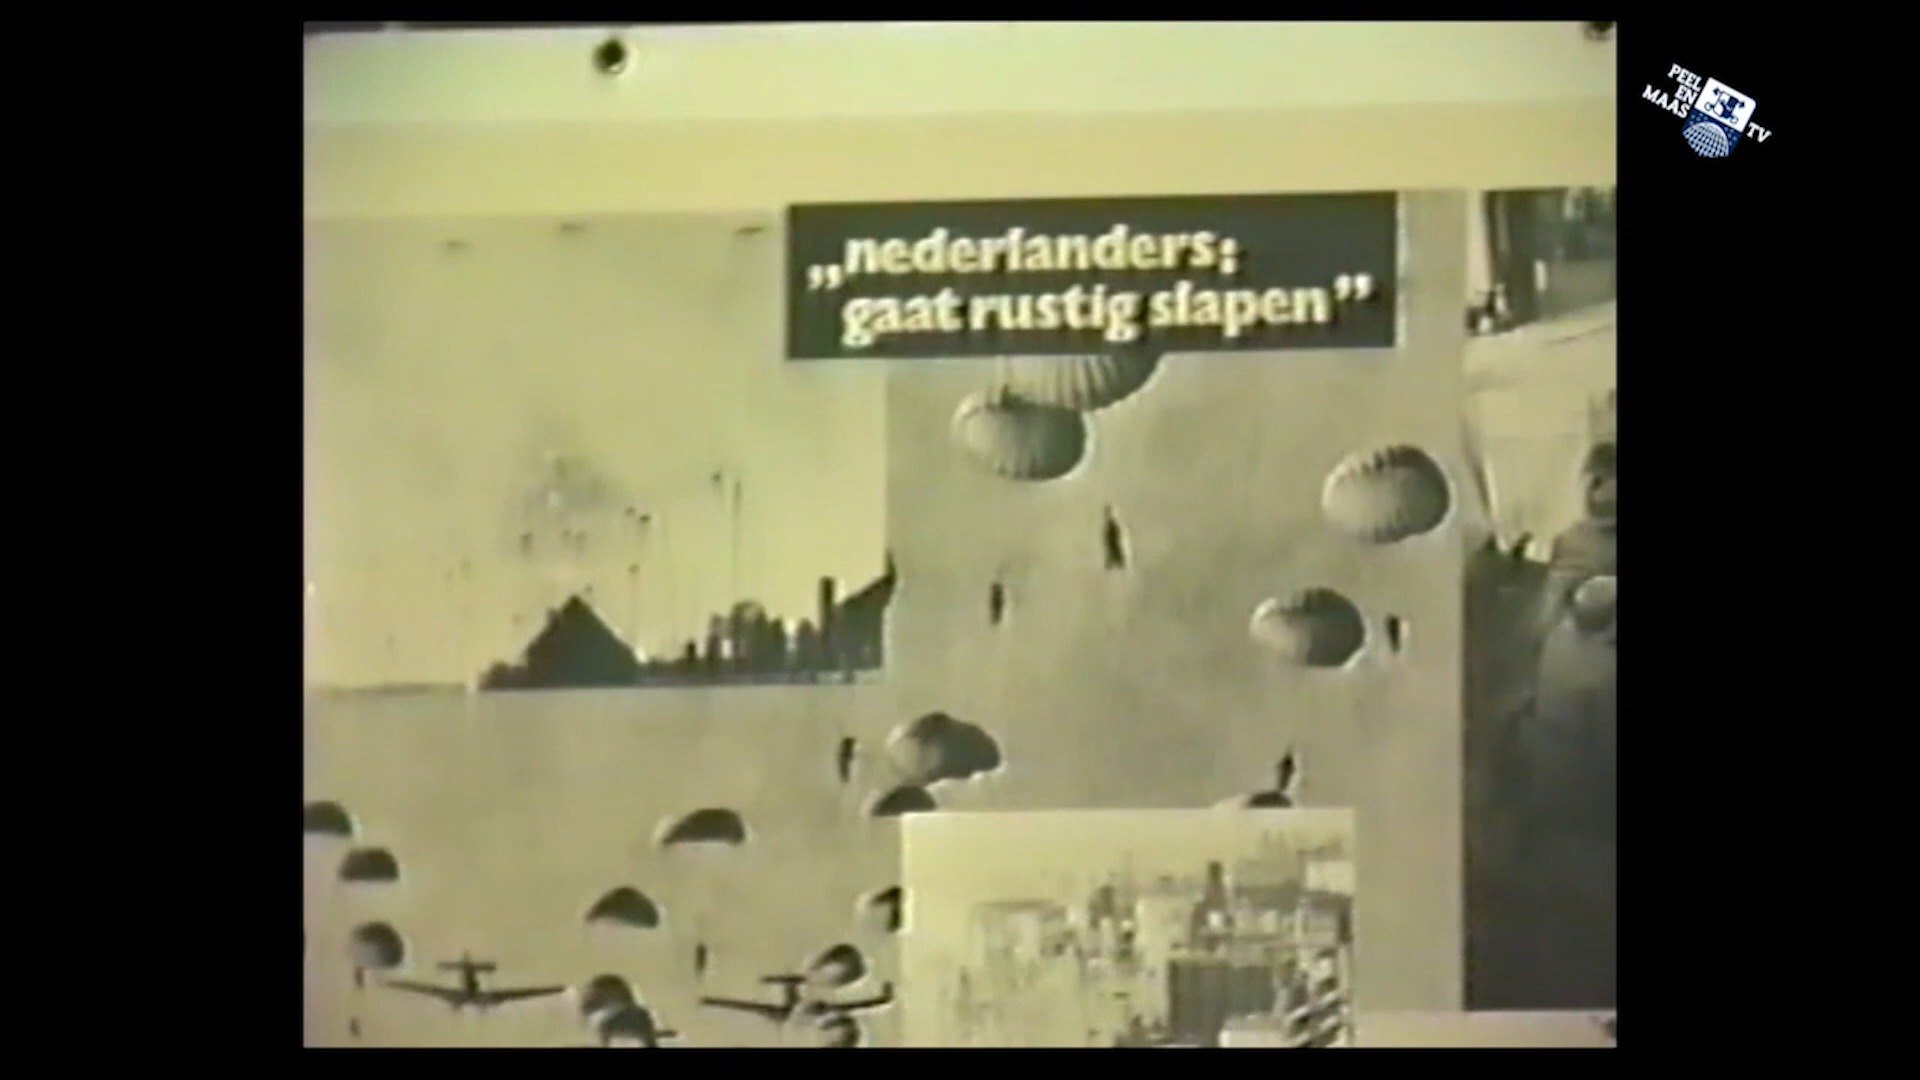 „nederlanders;
gaat rustig slapen”
PEEL
EN
MAAS
TV